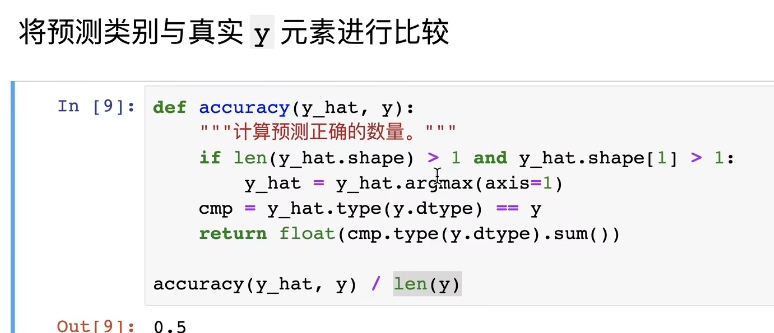 将预测类别与真实 y 元素进行比较
In [9]: def accuracy(y_hat, y):
"""计算预测正确的数量。"""
if len(y_hat.shape) > 1 and y_hat.shape[1] > 1:
y_hat = y_hat.argmax(axis=1)
cmp = y_hat.type(y.dtype) == y
return float(cmp.type(y.dtype).sum())
accuracy(y_hat, y) / len(y)
Out[9]: 0.5